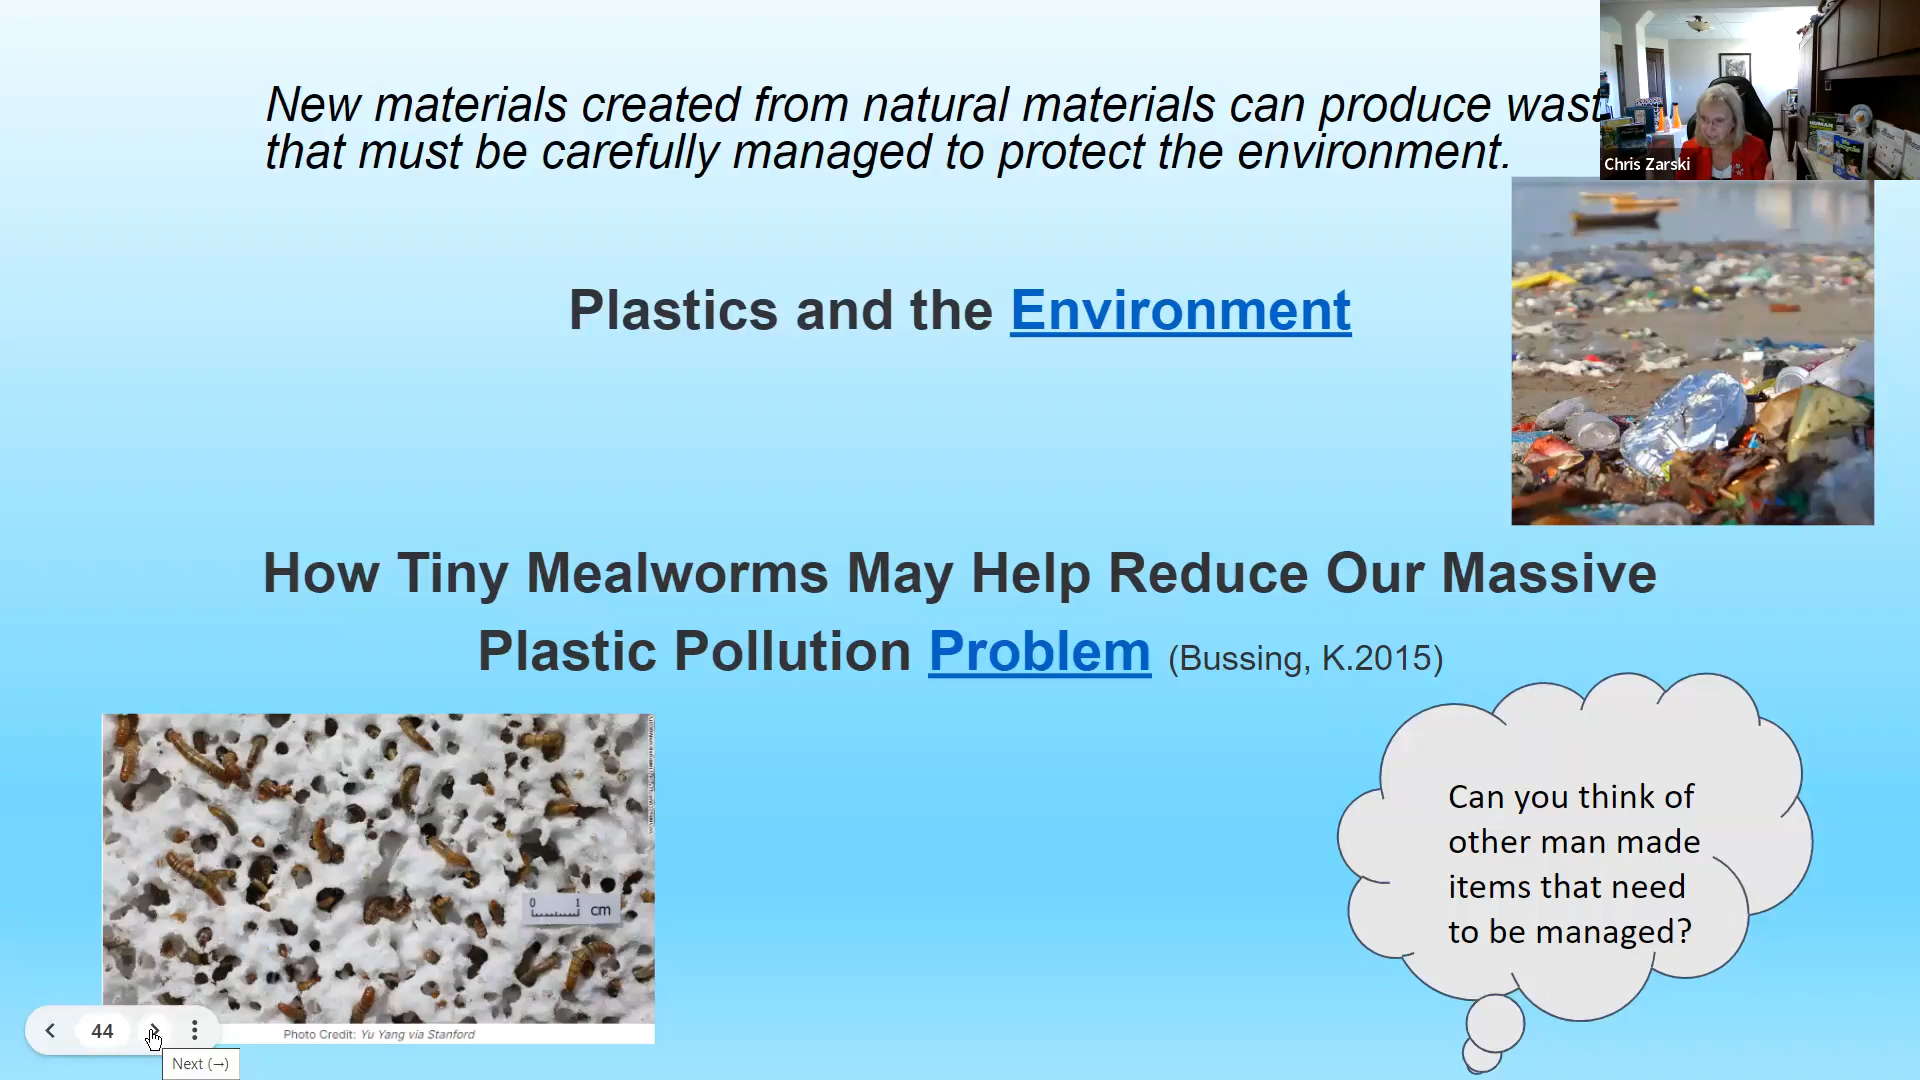 New materials created from natural materials can produce wast
that must be carefully managed to protect the environment.
Chris Zarski
Plastics and the Environment
How Tiny Mealworms May Help Reduce Our Massive
Plastic Pollution Problem (Bussing, K.2015)
Can you think of
other man made
items that need
to be managed?
0 1
cm
Photo Credit: Yu Yang via Stanford
44
Next (→)